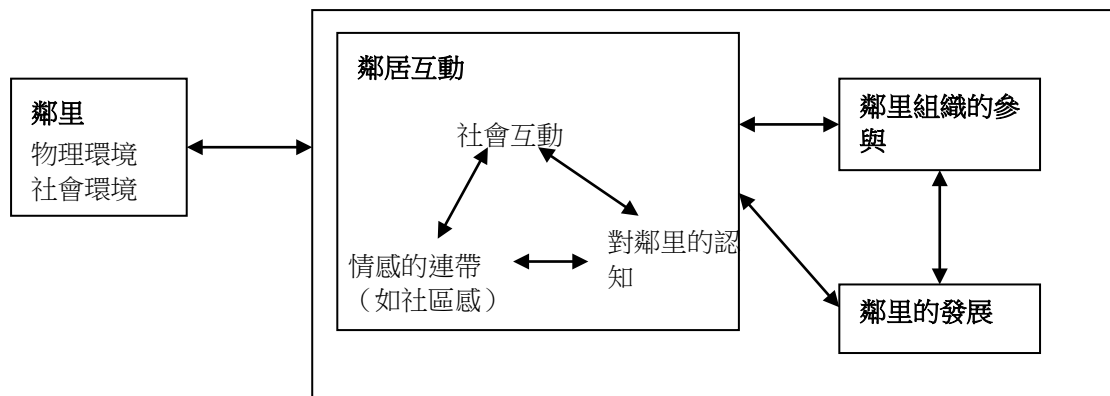 鄰里
物理環境
社會環境
鄰居互動
社會互動
情感的連帶
（如社區感）
對鄰里的認
知
鄰里組織的參
與
鄰里的發展